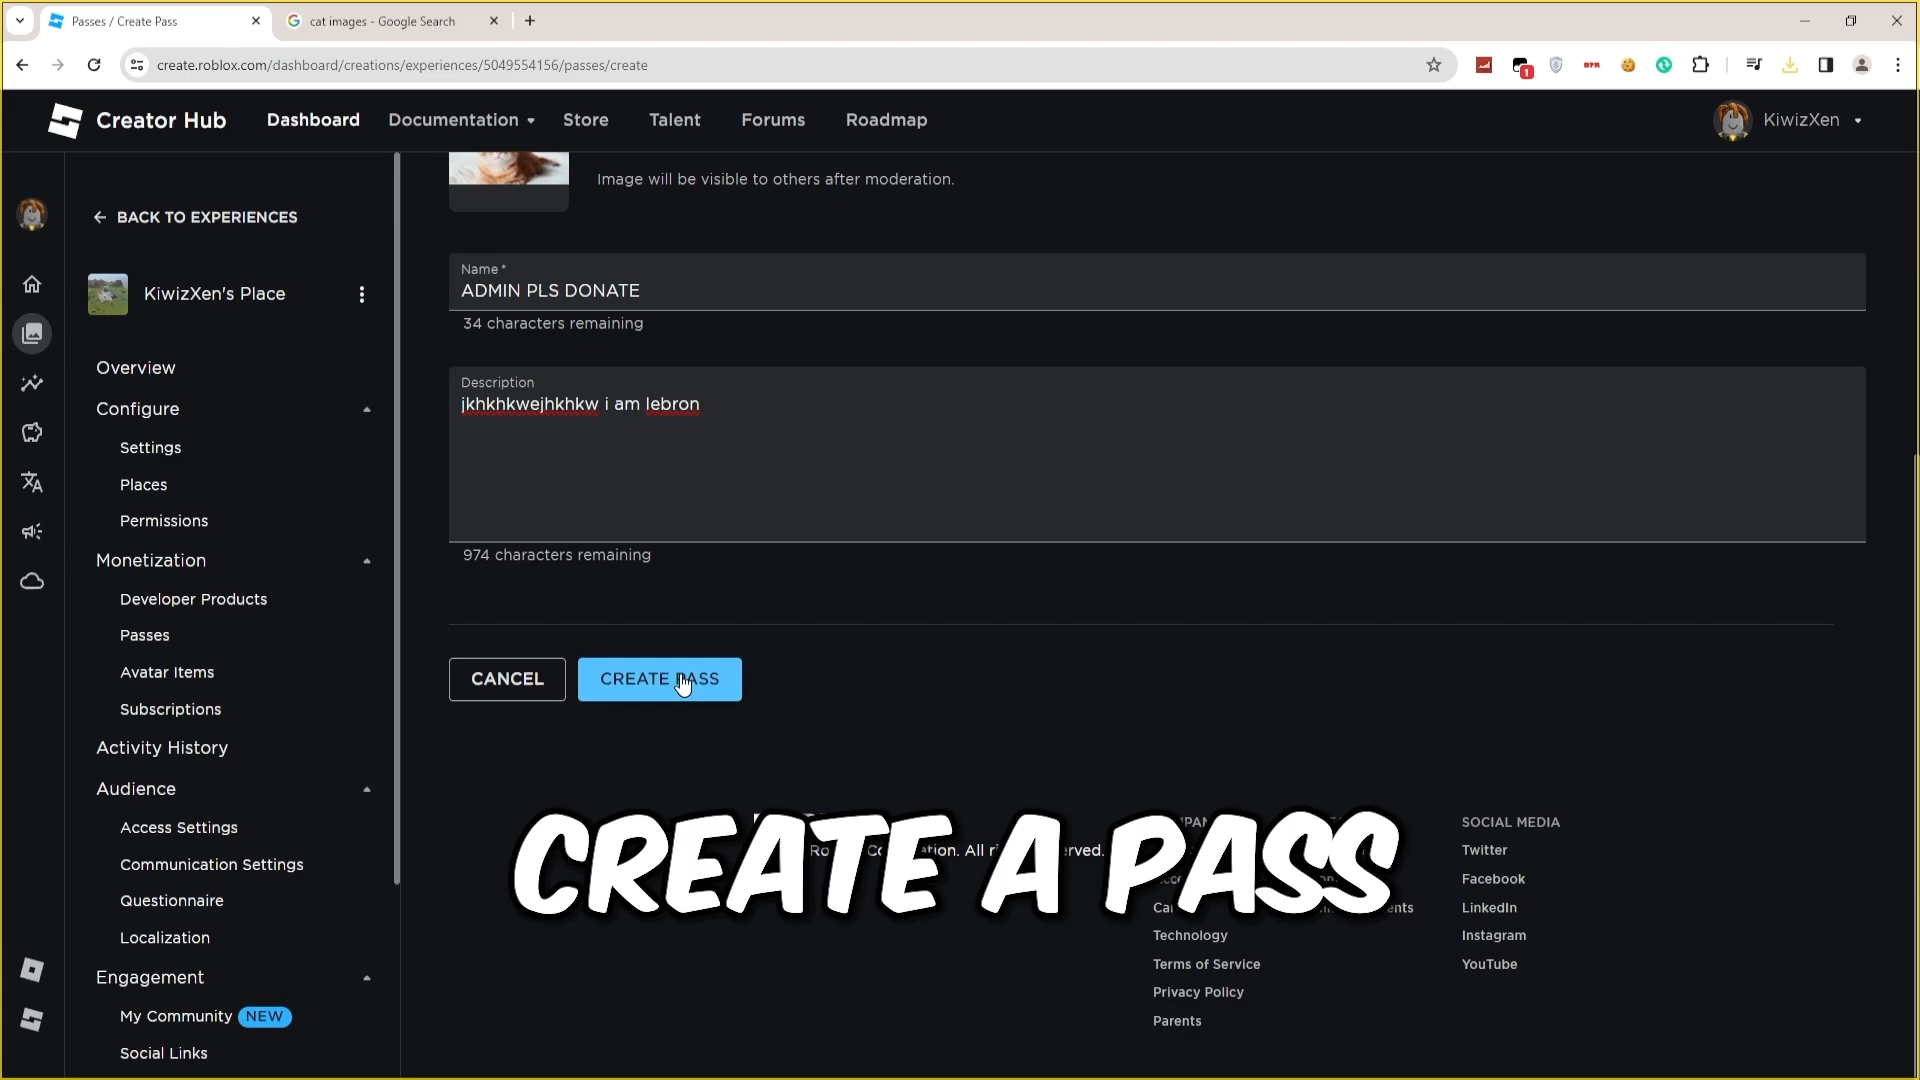 Passes / Create Pass
cat images - Google Search
create.roblox.com/dashboard/creations/experiences/5049554156/passes/create
1
Creator Hub
Dashboard
Documentation
Store
Talent
Forums
Roadmap
KiwizXen
BACK TO EXPERIENCES
KiwizXen's Place
Overview
Configure
Settings
Places
Permissions
Monetization
Developer Products
Passes
Avatar Items
Subscriptions
Activity History
Audience
Access Settings
Communication Settings
Questionnaire
Localization
Engagement
My Community NEW
Social Links
Image will be visible to others after moderation.
Name *
ADMIN PLS DONATE
34 characters remaining
Description
jkhkhkwejhkhkw i am lebron
974 characters remaining
CANCEL
CREATE PASS
CREATE A PASS
Technology
Terms of Service
Privacy Policy
Parents
SOCIAL MEDIA
Twitter
Facebook
LinkedIn
Instagram
YouTube